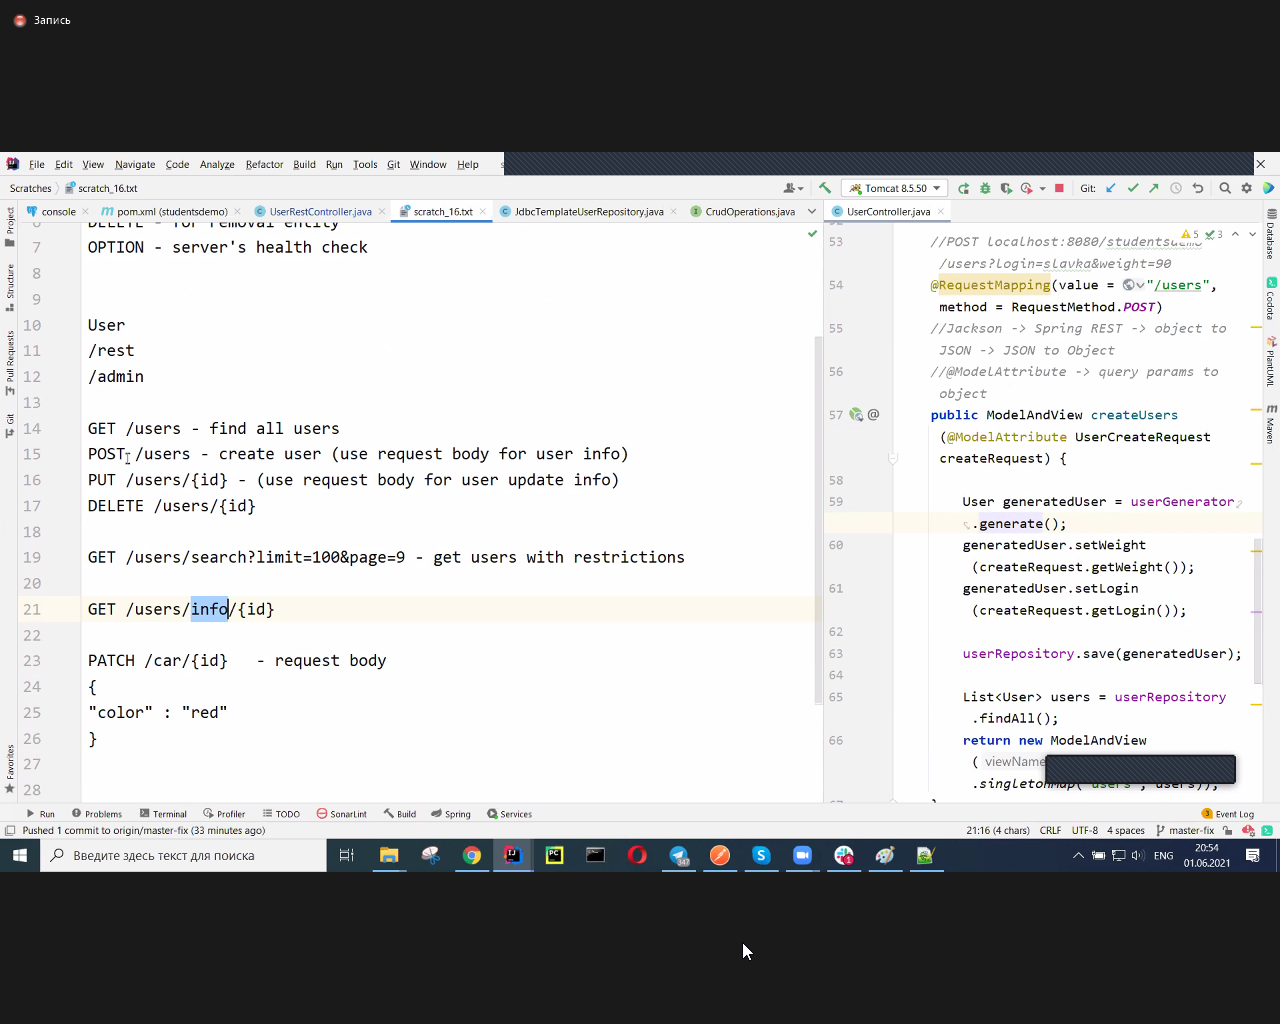 Запись
File Edit View Navigate Code Analyze Refactor Build Run Tools Git Window Help
Scratches scratch_16.txt
Tomcat 8.5.50 Git:
console pom.xml (studentsdemo) UserRestController.java scratch_16.txt JdbcTemplateUserRepository.java CrudOperations.java UserController.java
Project
Structure
Pull Requests
Git
Favorites
DELETE - for removal entity
7 OPTION - server's health check
8
9
10 User
11 /rest
12 /admin
13
14 GET /users - find all users
15 POST /users - create user (use request body for user info)
16 PUT /users/{id} - (use request body for user update info)
17 DELETE /users/{id}
18
19 GET /users/search?limit=100&page=9 - get users with restrictions
20
21 GET /users/info/{id}
22
23 PATCH /car/{id}   - request body
24 {
25 "color" : "red"
26 }
27
28
5 3
53 //POST localhost:8080/studentsdemo
/users?login=slavka&weight=90
54 @RequestMapping(value = "/users",
method = RequestMethod.POST)
55 //Jackson -> Spring REST -> object to
JSON -> JSON to Object
56 //@ModelAttribute -> query params to
object
57 public ModelAndView createUsers
(@ModelAttribute UserCreateRequest
createRequest) {
58
59 User generatedUser = userGenerator
.generate();
60 generatedUser.setWeight
(createRequest.getWeight());
61 generatedUser.setLogin
(createRequest.getLogin());
62
63 userRepository.save(generatedUser);
64
65 List<User> users = userRepository
.findAll();
66 return new ModelAndView
( viewName
.singletonMap("users", users));
Database
Codota
PlantUML
Maven
Run Problems Terminal Profiler TODO SonarLint Build Spring Services 3 Event Log
Pushed 1 commit to origin/master-fix (33 minutes ago) 21:16 (4 chars) CRLF UTF-8 4 spaces master-fix
Введите здесь текст для поиска
347
ENG
20:54
01.06.2021